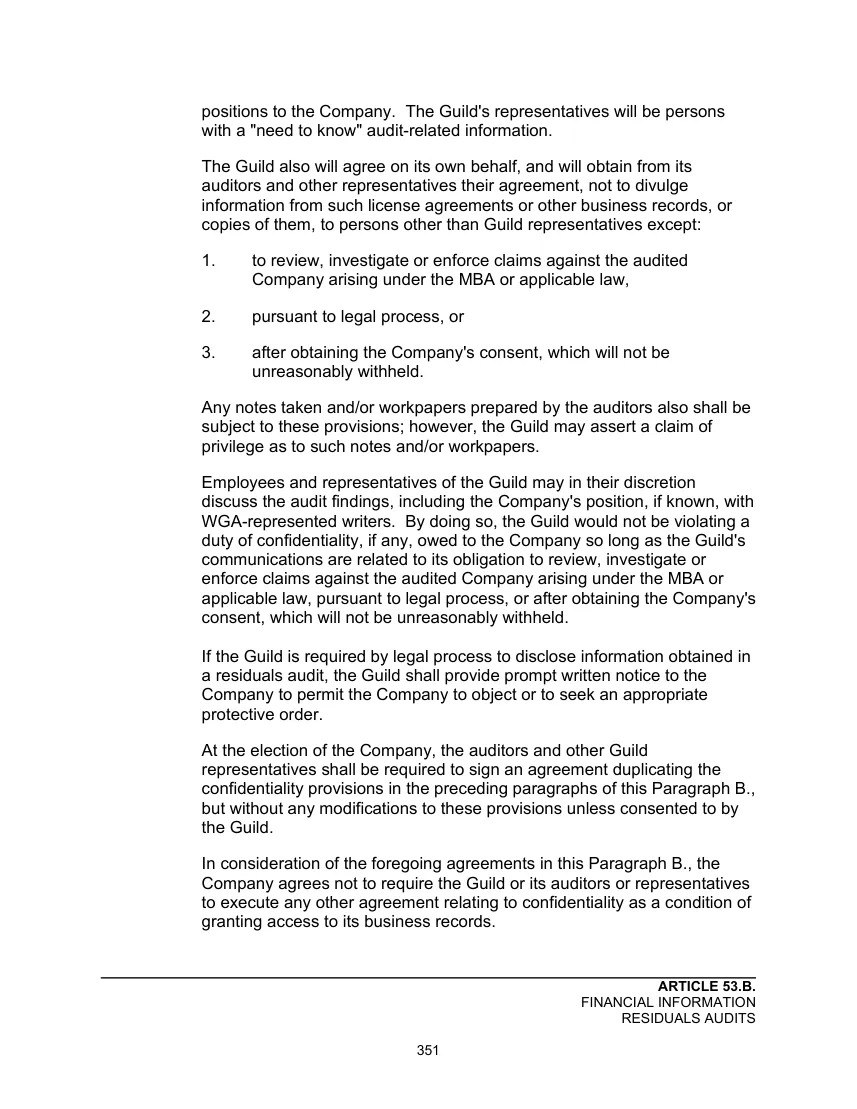 positions to the Company.  The Guild's representatives will be persons
with a "need to know" audit-related information.
The Guild also will agree on its own behalf, and will obtain from its
auditors and other representatives their agreement, not to divulge
information from such license agreements or other business records, or
copies of them, to persons other than Guild representatives except:
1. to review, investigate or enforce claims against the audited
Company arising under the MBA or applicable law,
2. pursuant to legal process, or
3. after obtaining the Company's consent, which will not be
unreasonably withheld.
Any notes taken and/or workpapers prepared by the auditors also shall be
subject to these provisions; however, the Guild may assert a claim of
privilege as to such notes and/or workpapers.
Employees and representatives of the Guild may in their discretion
discuss the audit findings, including the Company's position, if known, with
WGA-represented writers.  By doing so, the Guild would not be violating a
duty of confidentiality, if any, owed to the Company so long as the Guild's
communications are related to its obligation to review, investigate or
enforce claims against the audited Company arising under the MBA or
applicable law, pursuant to legal process, or after obtaining the Company's
consent, which will not be unreasonably withheld.
If the Guild is required by legal process to disclose information obtained in
a residuals audit, the Guild shall provide prompt written notice to the
Company to permit the Company to object or to seek an appropriate
protective order.
At the election of the Company, the auditors and other Guild
representatives shall be required to sign an agreement duplicating the
confidentiality provisions in the preceding paragraphs of this Paragraph B.,
but without any modifications to these provisions unless consented to by
the Guild.
In consideration of the foregoing agreements in this Paragraph B., the
Company agrees not to require the Guild or its auditors or representatives
to execute any other agreement relating to confidentiality as a condition of
granting access to its business records.
ARTICLE 53.B.
FINANCIAL INFORMATION
RESIDUALS AUDITS
351